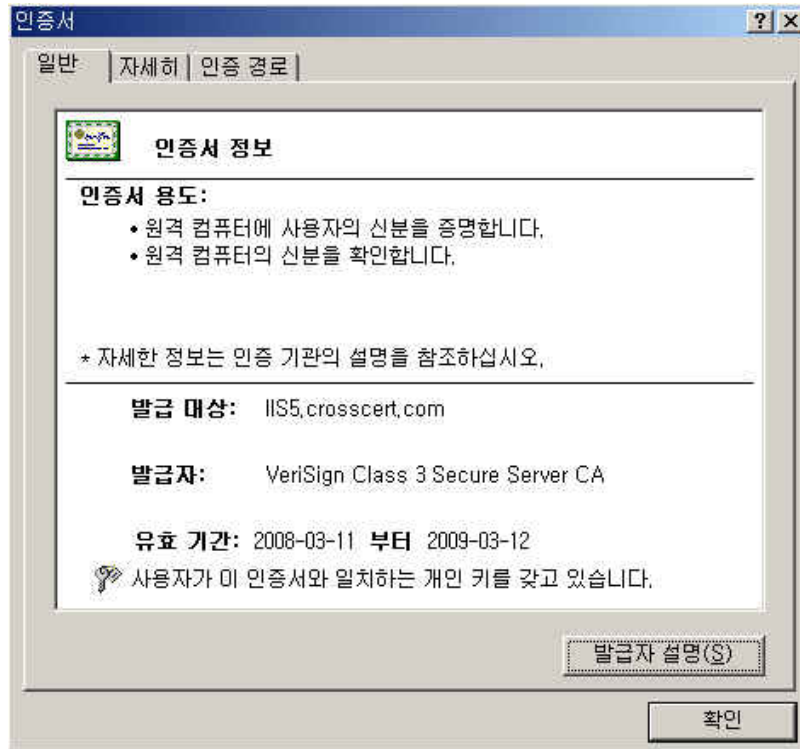 인증서
일반 자세히 인증 경로
인증서 정보
인증서 용도:
• 원격 컴퓨터에 사용자의 신분을 증명합니다.
• 원격 컴퓨터의 신분을 확인합니다.
* 자세한 정보는 인증 기관의 설명을 참조하십시오.
발급 대상: IIS5.crosscert.com
발급자: VeriSign Class 3 Secure Server CA
유효 기간: 2008-03-11 부터 2009-03-12
사용자가 이 인증서와 일치하는 개인 키를 갖고 있습니다.
발급자 설명(S)
확인